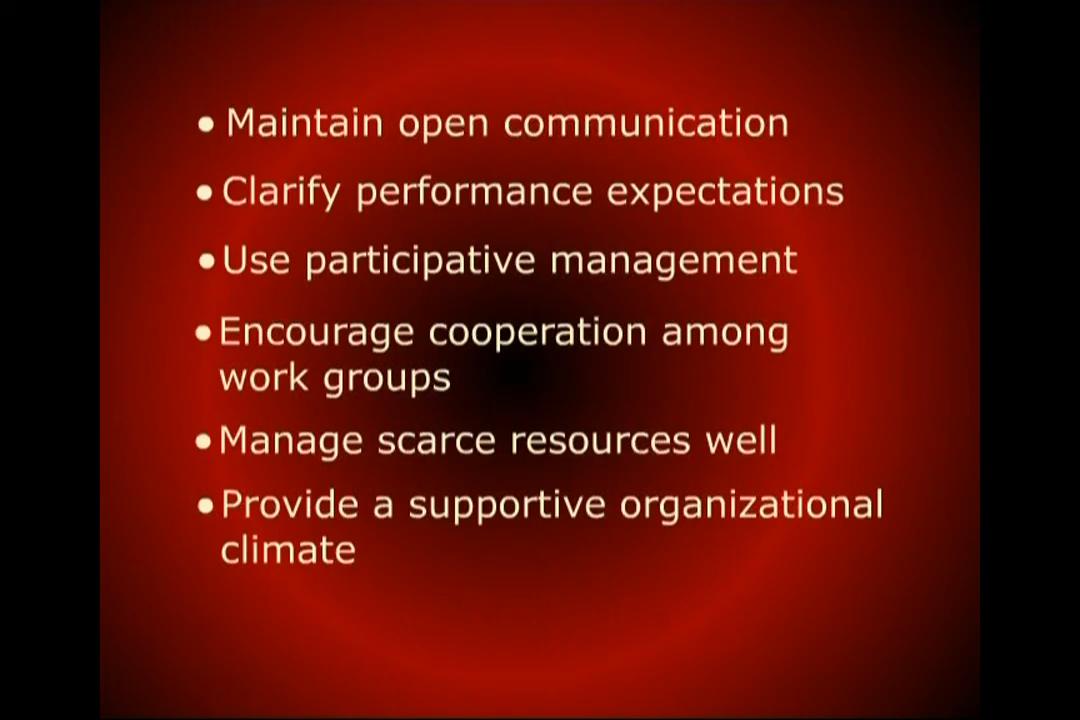 • Maintain open communication
• Clarify performance expectations
• Use participative management
• Encourage cooperation among
work groups
• Manage scarce resources well
• Provide a supportive organizational
climate